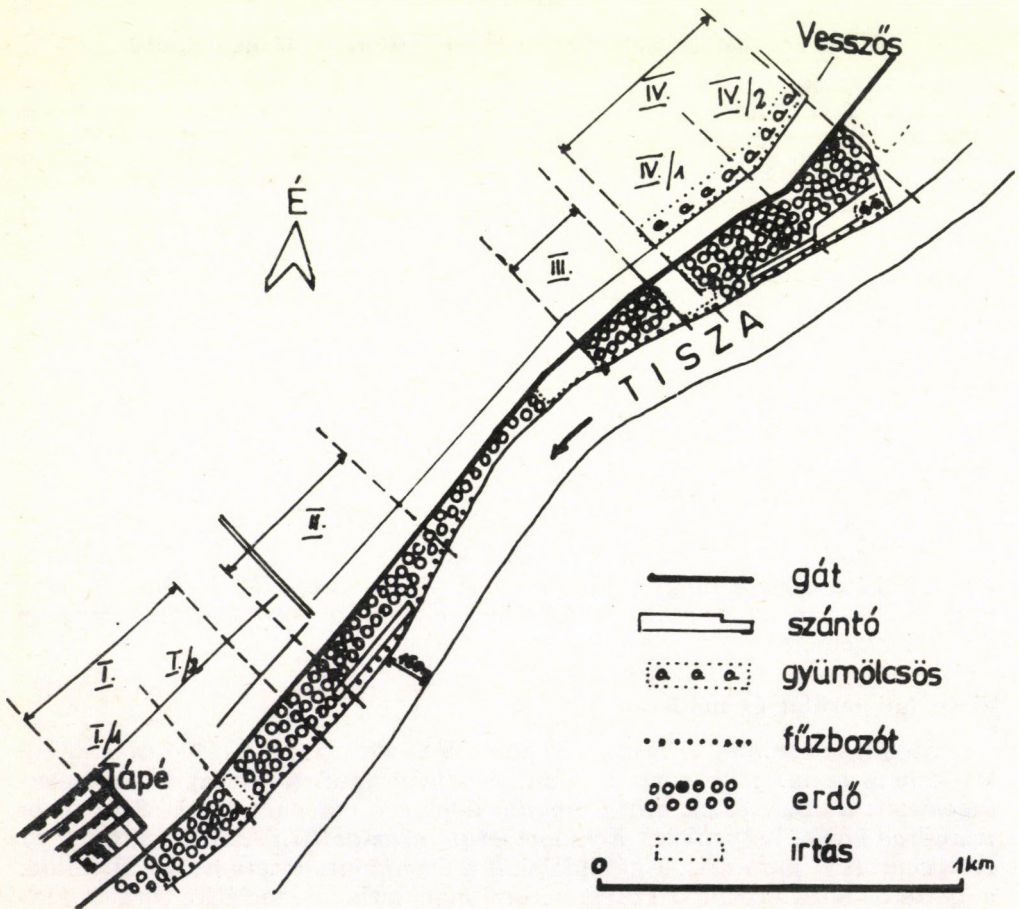 Vesszős
IV.
IV./2
IV./1
III.
É
TISZA
II.
I.
I./2
I./1
Tápé
gát
szántó
gyümölcsös
fűzbozót
erdő
irtás
0 1km